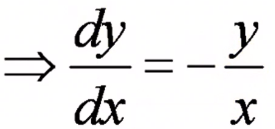 ⇒ dy/dx = - y/x